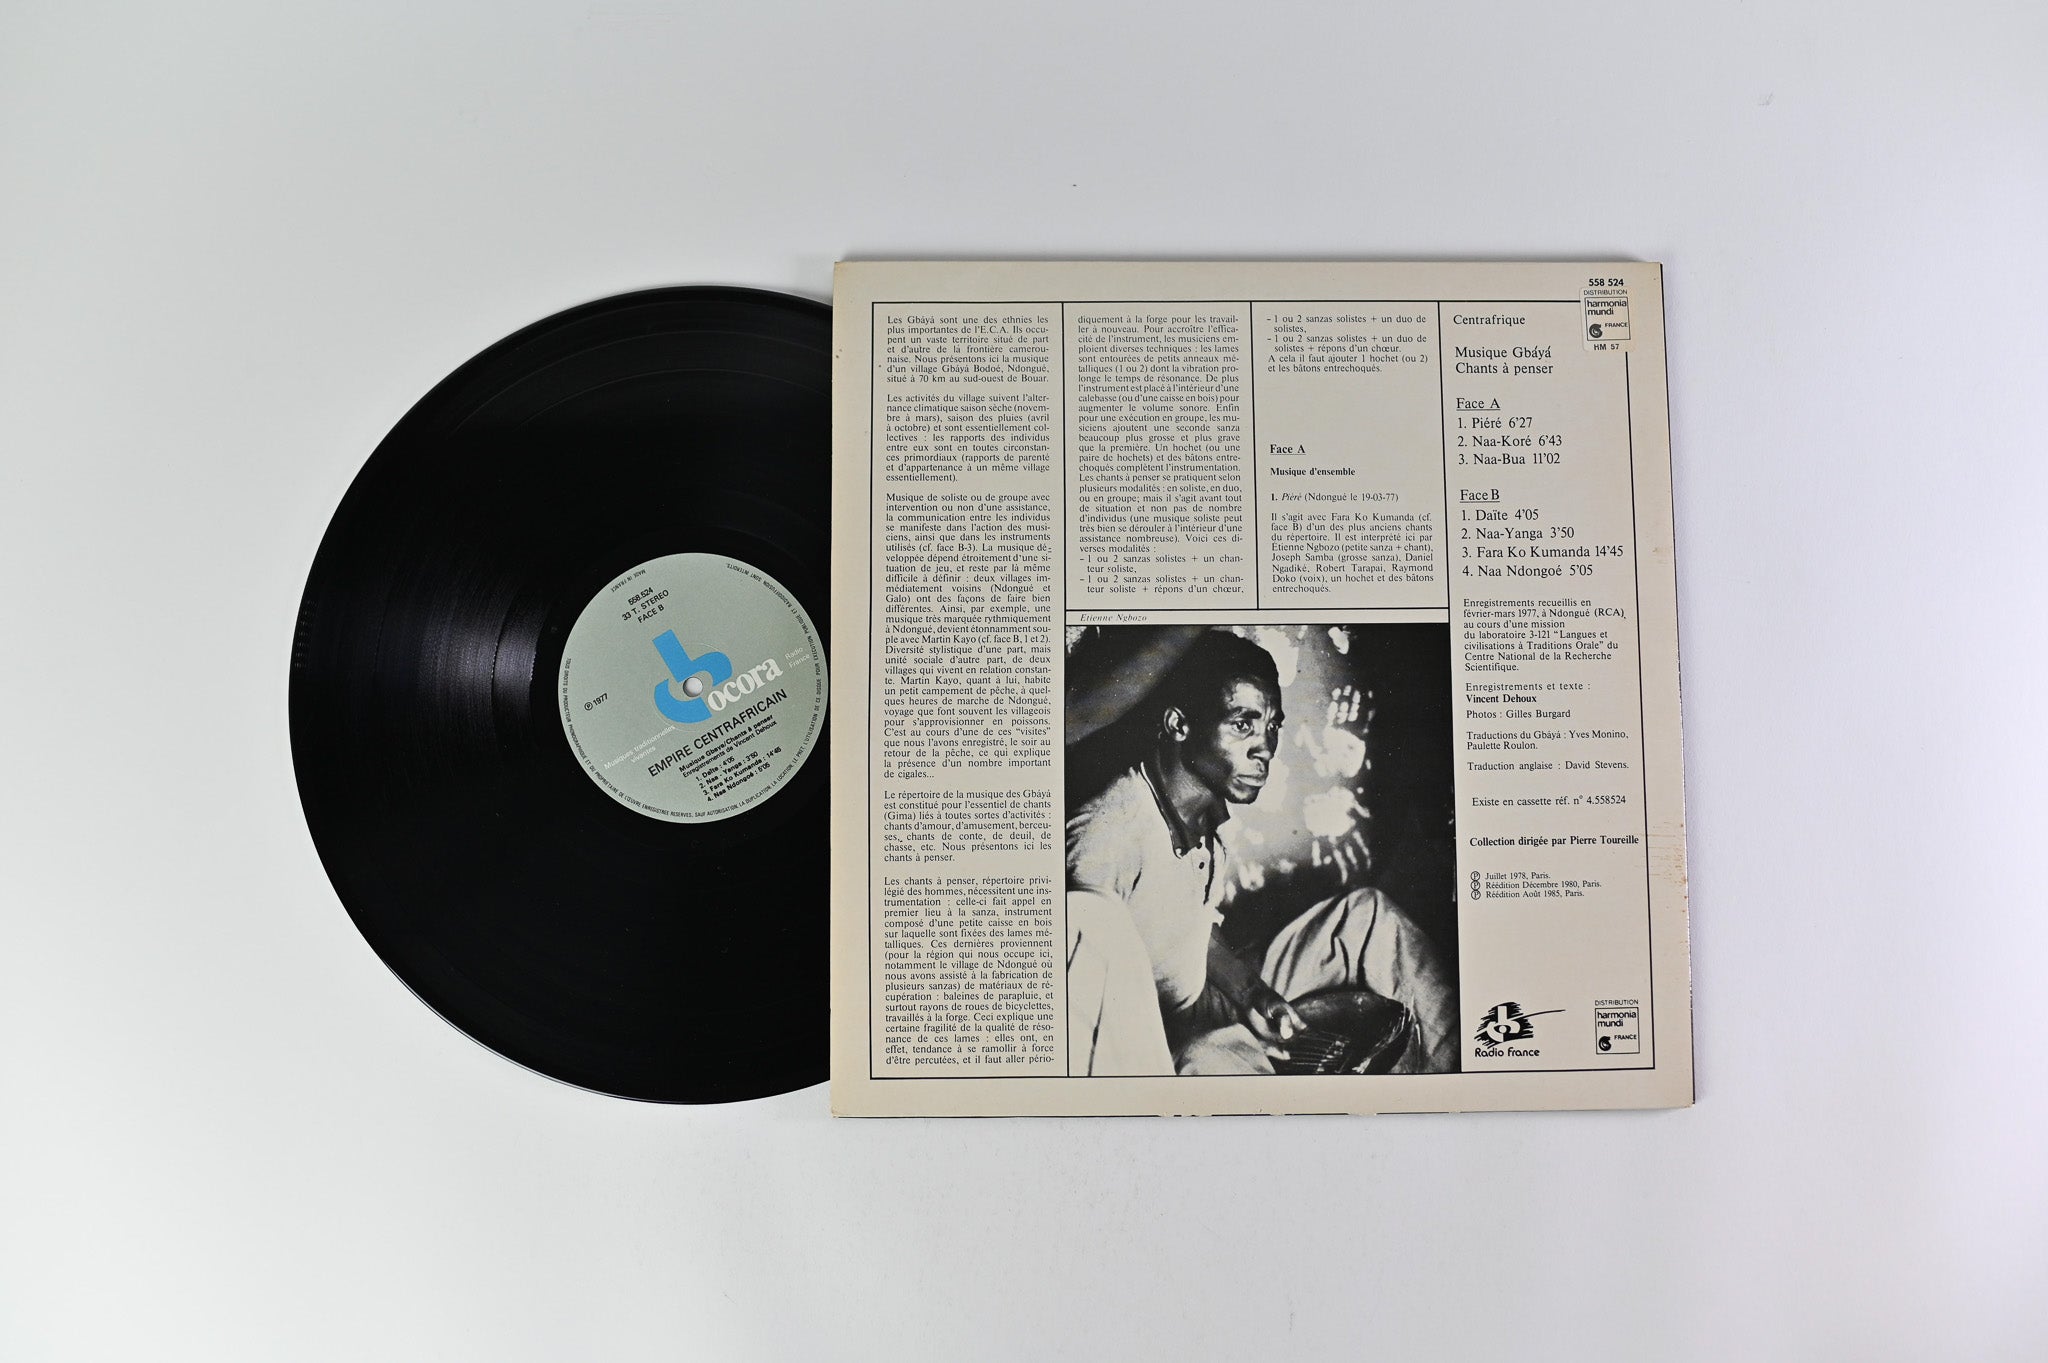 558.524
33 T. STEREO
FACE B
MADE IN FRANCE
ocora
Radio
France
℗ 1977
Musiques traditionnelles
vivantes
EMPIRE CENTRAFRICAIN
Musique Gbaya/Chants à penser
Enregistrements de Vincent Dehoux
1. Daïte : 4'05
2. Naa - Yanga : 3'50
3. Fara Ko Kumanda : 14'45
4. Naa Ndongoé : 5'05
Les Gbáyá sont une des ethnies les
plus importantes de l'E.C.A. Ils occu-
pent un vaste territoire situé de part
et d'autre de la frontière camerou-
naise. Nous présentons ici la musique
d'un village Gbáyá Bodoé, Ndongué,
situé à 70 km au sud-ouest de Bouar.
Les activités du village suivent l'alter-
nance climatique saison sèche (novem-
bre à mars), saison des pluies (avril
à octobre) et sont essentiellement col-
lectives : les rapports des individus
entre eux sont en toutes circonstan-
ces primordiaux (rapports de parenté
et d'appartenance à un même village
essentiellement).
Musique de soliste ou de groupe avec
intervention ou non d'une assistance,
la communication entre les individus
se manifeste dans l'action des musi-
ciens, ainsi que dans les instruments
utilisés (cf. face B-3). La musique dé-
veloppée dépend étroitement d'une si-
tuation de jeu, et reste par là même
difficile à définir : deux villages im-
médiatement voisins (Ndongué et
Galo) ont des façons de faire bien
différentes. Ainsi, par exemple, une
musique très marquée rythmiquement
à Ndongué, devient étonnamment sou-
ple avec Martin Kayo (cf. face B, 1 et 2).
Diversité stylistique d'une part, mais
unité sociale d'autre part, de deux
villages qui vivent en relation constan-
te. Martin Kayo, quant à lui, habite
un petit campement de pêche, à quel-
ques heures de marche de Ndongué,
voyage que font souvent les villageois
pour s'approvisionner en poissons.
C'est au cours d'une de ces "visites"
que nous l'avons enregistré, le soir au
retour de la pêche, ce qui explique
la présence d'un nombre important
de cigales...
Le répertoire de la musique des Gbáyá
est constitué pour l'essentiel de chants
(Gima) liés à toutes sortes d'activités :
chants d'amour, d'amusement, berceu-
ses, chants de conte, de deuil, de
chasse, etc. Nous présentons ici les
chants à penser.
Les chants à penser, répertoire privi-
légié des hommes, nécessitent une ins-
trumentation : celle-ci fait appel en
premier lieu à la sanza, instrument
composé d'une petite caisse en bois
sur laquelle sont fixées des lames mé-
talliques. Ces dernières proviennent
(pour la région qui nous occupe ici,
notamment le village de Ndongué où
nous avons assisté à la fabrication de
plusieurs sanzas) de matériaux de ré-
cupération : baleines de parapluie, et
surtout rayons de roues de bicyclettes,
travaillés à la forge. Ceci explique une
certaine fragilité de la qualité de réso-
nance de ces lames : elles ont, en
effet, tendance à se ramollir à force
d'être percutées, et il faut aller pério-
diquement à la forge pour les travail-
ler à nouveau. Pour accroître l'effica-
cité de l'instrument, les musiciens em-
ploient diverses techniques : les lames
sont entourées de petits anneaux mé-
talliques (1 ou 2) dont la vibration pro-
longe le temps de résonance. De plus
l'instrument est placé à l'intérieur d'une
calebasse (ou d'une caisse en bois) pour
augmenter le volume sonore. Enfin
pour une exécution en groupe, les mu-
siciens ajoutent une seconde sanza
beaucoup plus grosse et plus grave
que la première. Un hochet (ou une
paire de hochets) et des bâtons entre-
choqués complètent l'instrumentation.
Les chants à penser se pratiquent selon
plusieurs modalités : en soliste, en duo,
ou en groupe; mais il s'agit avant tout
de situation et non pas de nombre
d'individus (une musique soliste peut
très bien se dérouler à l'intérieur d'une
assistance nombreuse). Voici ces di-
verses modalités :
- 1 ou 2 sanzas solistes + un chan-
teur soliste,
- 1 ou 2 sanzas solistes + un chan-
teur soliste + répons d'un chœur,
- 1 ou 2 sanzas solistes + un duo de
solistes,
- 1 ou 2 sanzas solistes + un duo de
solistes + répons d'un chœur.
A cela il faut ajouter 1 hochet (ou 2)
et les bâtons entrechoqués.
Face A
Musique d'ensemble
1. Piéré (Ndongué le 19-03-77)
Il s'agit avec Fara Ko Kumanda (cf.
face B) d'un des plus anciens chants
du répertoire. Il est interprété ici par
Etienne Ngbozo (petite sanza + chant),
Joseph Samba (grosse sanza), Daniel
Ngadiké, Robert Tarapai, Raymond
Doko (voix), un hochet et des bâtons
entrechoqués.
Etienne Ngbozo
558 524
DISTRIBUTION
harmonia
mundi
FRANCE
HM 57
Centrafrique
Musique Gbáyá
Chants à penser
Face A
1. Piéré 6'27
2. Naa-Koré 6'43
3. Naa-Bua 11'02
Face B
1. Daïte 4'05
2. Naa-Yanga 3'50
3. Fara Ko Kumanda 14'45
4. Naa Ndongoé 5'05
Enregistrements recueillis en
février-mars 1977, à Ndongué (RCA),
au cours d'une mission
du laboratoire 3-121 "Langues et
civilisations à Traditions Orale" du
Centre National de la Recherche
Scientifique.
Enregistrements et texte :
Vincent Dehoux
Photos : Gilles Burgard
Traductions du Gbáyá : Yves Monino,
Paulette Roulon.
Traduction anglaise : David Stevens.
Existe en cassette réf. n° 4.558524
Collection dirigée par Pierre Toureille
℗ Juillet 1978, Paris.
℗ Réédition Décembre 1980, Paris.
℗ Réédition Août 1985, Paris.
Radio France
DISTRIBUTION
harmonia
mundi
FRANCE